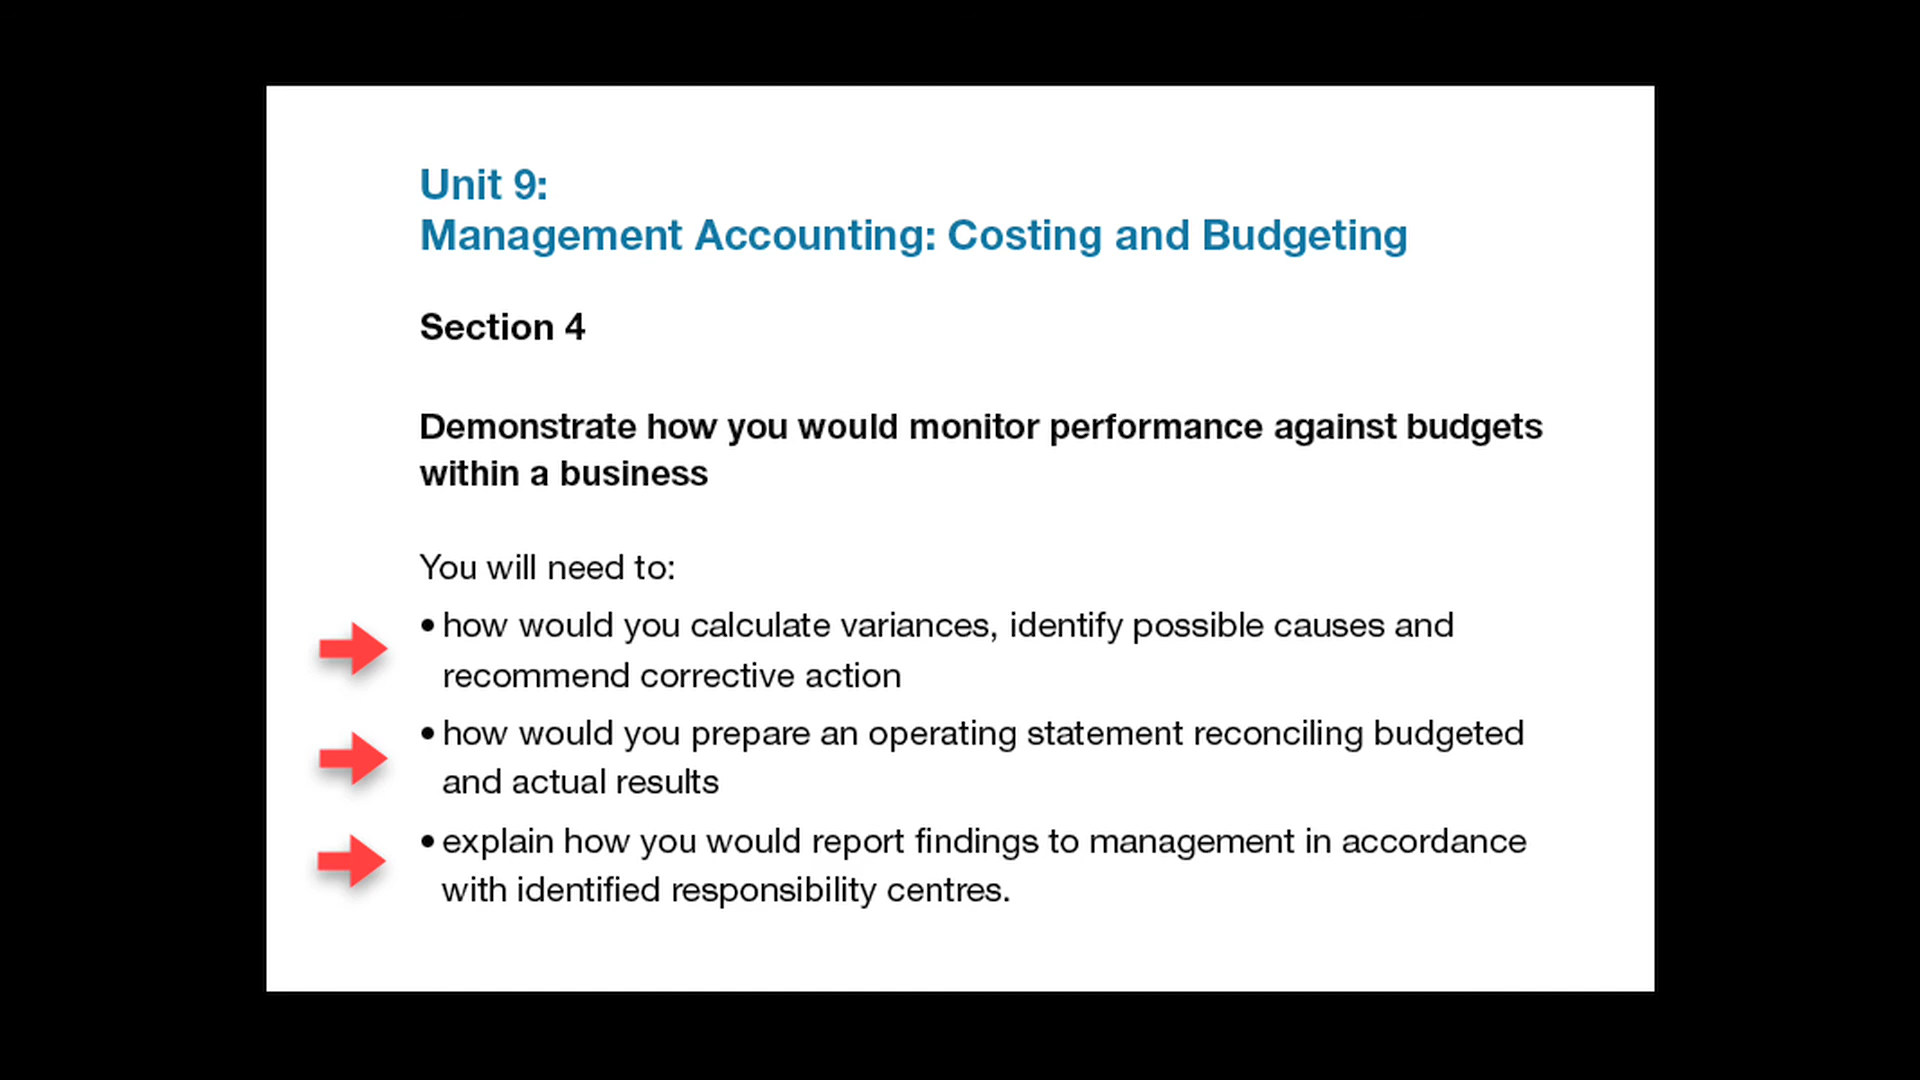 Unit 9:
Management Accounting: Costing and Budgeting
Section 4
Demonstrate how you would monitor performance against budgets
within a business
You will need to:
• how would you calculate variances, identify possible causes and
recommend corrective action
• how would you prepare an operating statement reconciling budgeted
and actual results
• explain how you would report findings to management in accordance
with identified responsibility centres.